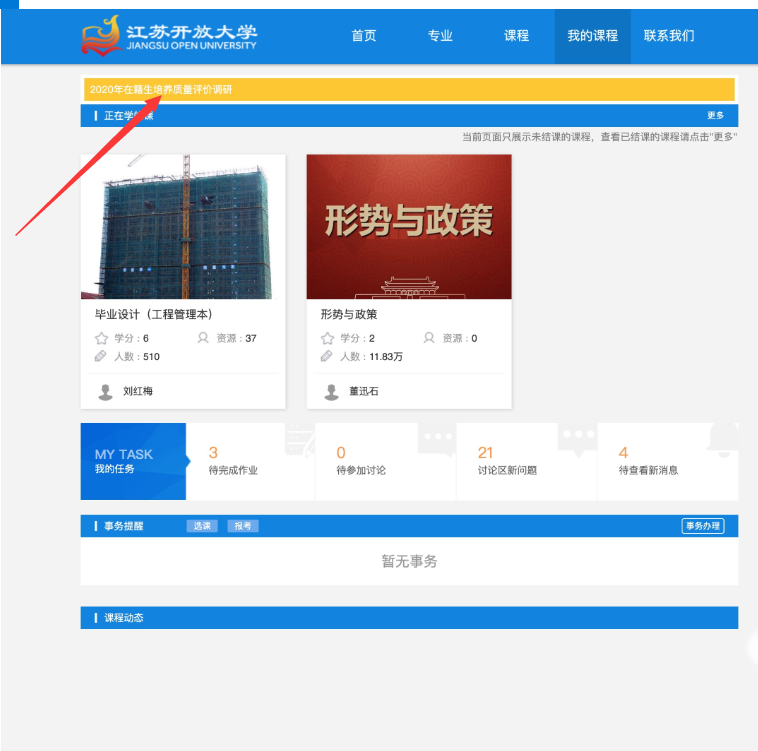 江苏开放大学
JIANGSU OPEN UNIVERSITY
首页 专业 课程 我的课程 联系我们
2020年在籍生培养质量评价调研
正在学 课 更多
当前页面只展示未结课的课程，查看已结课的课程请点击"更多"
形势与政策
毕业设计（工程管理本）
学分：6 资源：37
人数：510
刘红梅
形势与政策
学分：2 资源：0
人数：11.83万
董迅石
MY TASK
我的任务
3
待完成作业
0
待参加讨论
21
讨论区新问题
4
待查看新消息
事务提醒 选课 报考 事务办理
暂无事务
课程动态